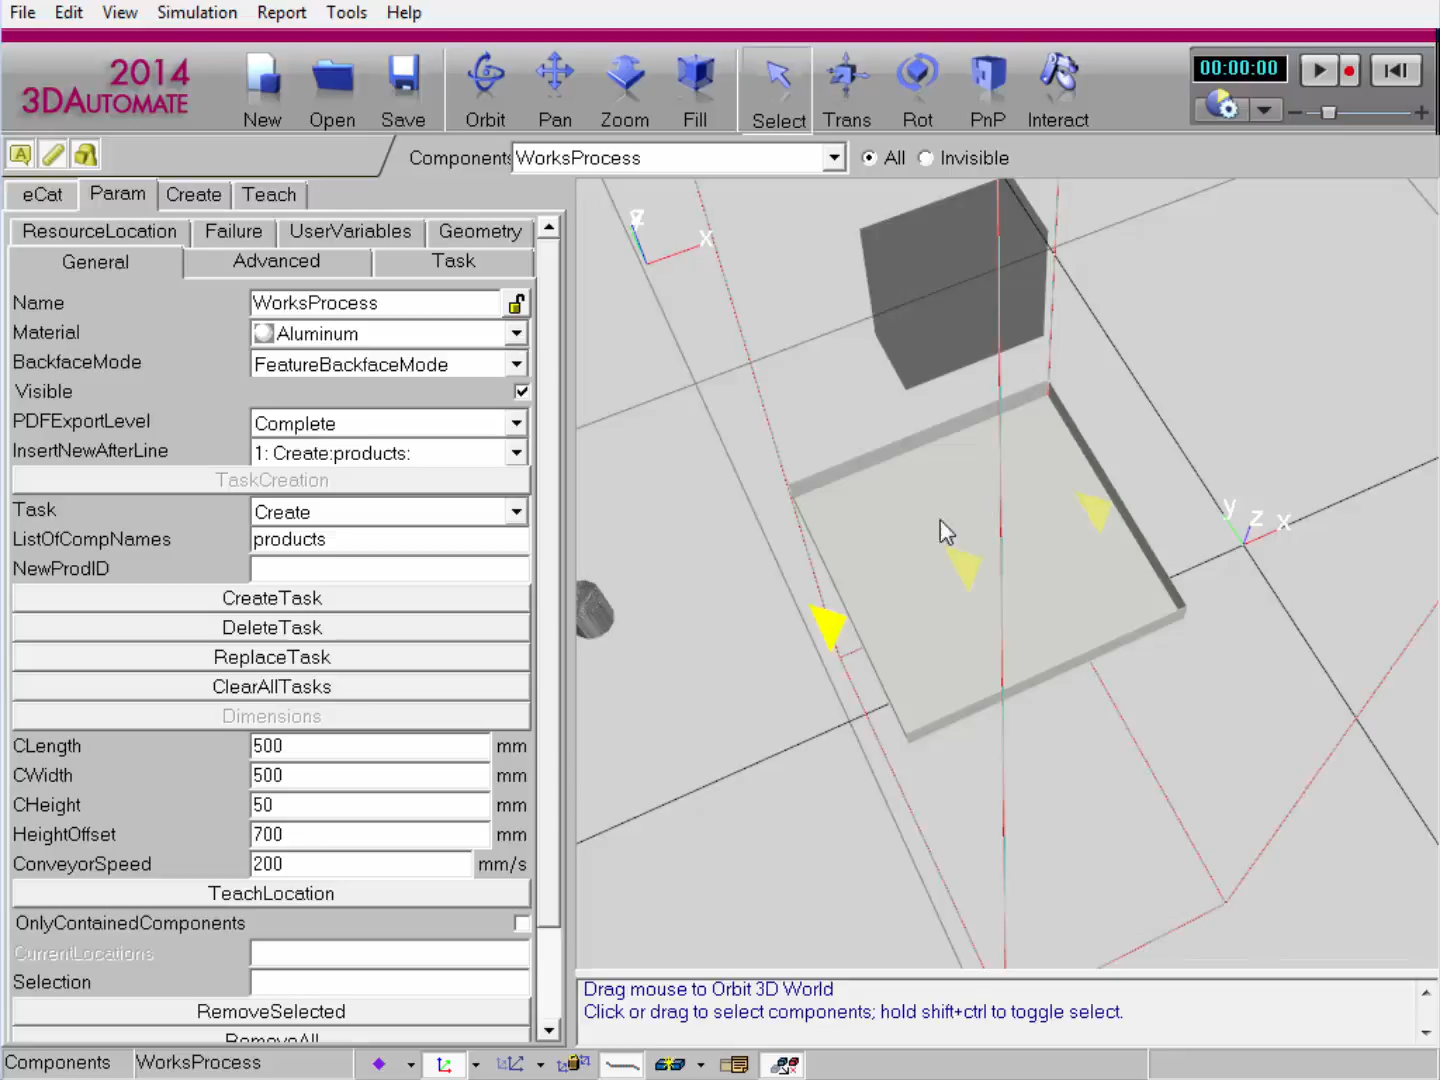 File Edit View Simulation Report Tools Help
2014
3DAUTOMATE
New Open Save Orbit Pan Zoom Fill Select Trans Rot PnP Interact
00:00:00
Components WorksProcess All Invisible
eCat Param Create Teach
ResourceLocation Failure UserVariables Geometry
General Advanced Task
Name WorksProcess
Material Aluminum
BackfaceMode FeatureBackfaceMode
Visible
PDFExportLevel Complete
InsertNewAfterLine 1: Create:products:
TaskCreation
Task Create
ListOfCompNames products
NewProdID
CreateTask
DeleteTask
ReplaceTask
ClearAllTasks
Dimensions
CLength 500 mm
CWidth 500 mm
CHeight 50 mm
HeightOffset 700 mm
ConveyorSpeed 200 mm/s
TeachLocation
OnlyContainedComponents
CurrentLocations
Selection
RemoveSelected
RemoveAll
x
y z x
Drag mouse to Orbit 3D World
Click or drag to select components; hold shift+ctrl to toggle select.
Components WorksProcess